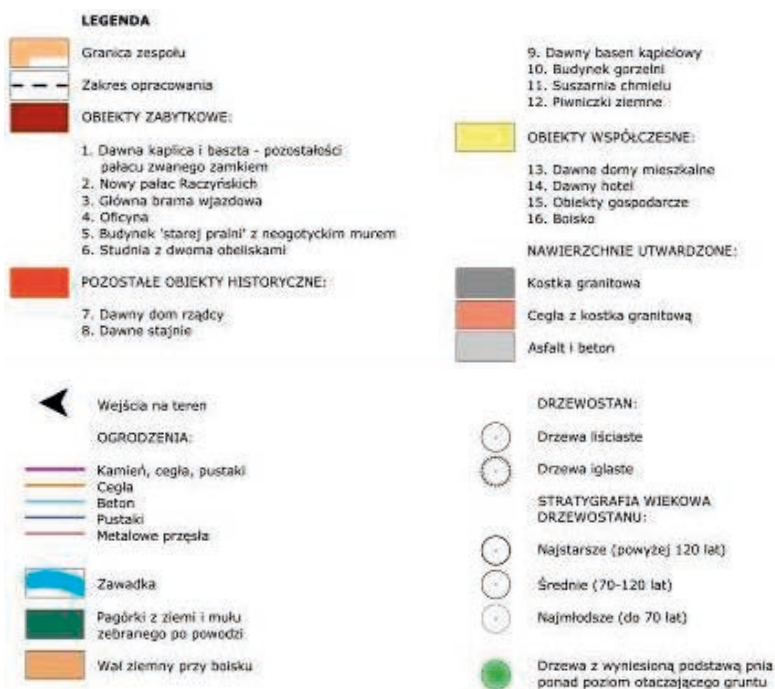 LEGENDA
Granica zespołu
Zakres opracowania
OBIEKTY ZABYTKOWE:
1. Dawna kaplica i baszta - pozostałości
pałacu zwanego zamkiem
2. Nowy pałac Raczyńskich
3. Główna brama wjazdowa
4. Oficyna
5. Budynek 'starej pralni' z neogotyckim murem
6. Studnia z dwoma obeliskami
POZOSTAŁE OBIEKTY HISTORYCZNE:
7. Dawny dom rządcy
8. Dawne stajnie
9. Dawny basen kąpielowy
10. Budynek gorzelni
11. Suszarnia chmielu
12. Piwniczki ziemne
OBIEKTY WSPÓŁCZESNE:
13. Dawne domy mieszkalne
14. Dawny hotel
15. Obiekty gospodarcze
16. Boisko
NAWIERZCHNIE UTWARDZONE:
Kostka granitowa
Cegła z kostka granitową
Asfalt i beton
Wejścia na teren
OGRODZENIA:
Kamień, cegła, pustaki
Cegła
Beton
Pustaki
Metalowe przęsła
Zawadka
Pagórki z ziemi i mułu
zebranego po powodzi
Wał ziemny przy boisku
DRZEWOSTAN:
Drzewa liściaste
Drzewa iglaste
STRATYGRAFIA WIEKOWA
DRZEWOSTANU:
Najstarsze (powyżej 120 lat)
Średnie (70-120 lat)
Najmłodsze (do 70 lat)
Drzewa z wyniesioną podstawą pnia
ponad poziom otaczającego gruntu